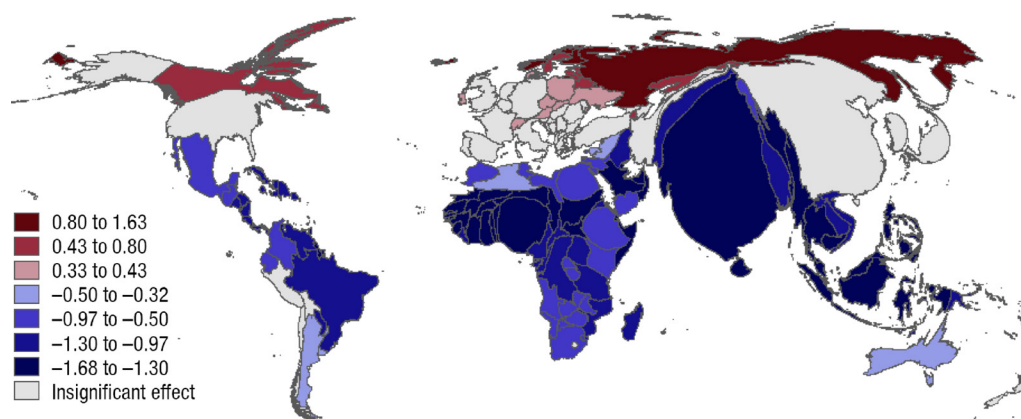 0.80 to 1.63
0.43 to 0.80
0.33 to 0.43
−0.50 to −0.32
−0.97 to −0.50
−1.30 to −0.97
−1.68 to −1.30
Insignificant effect